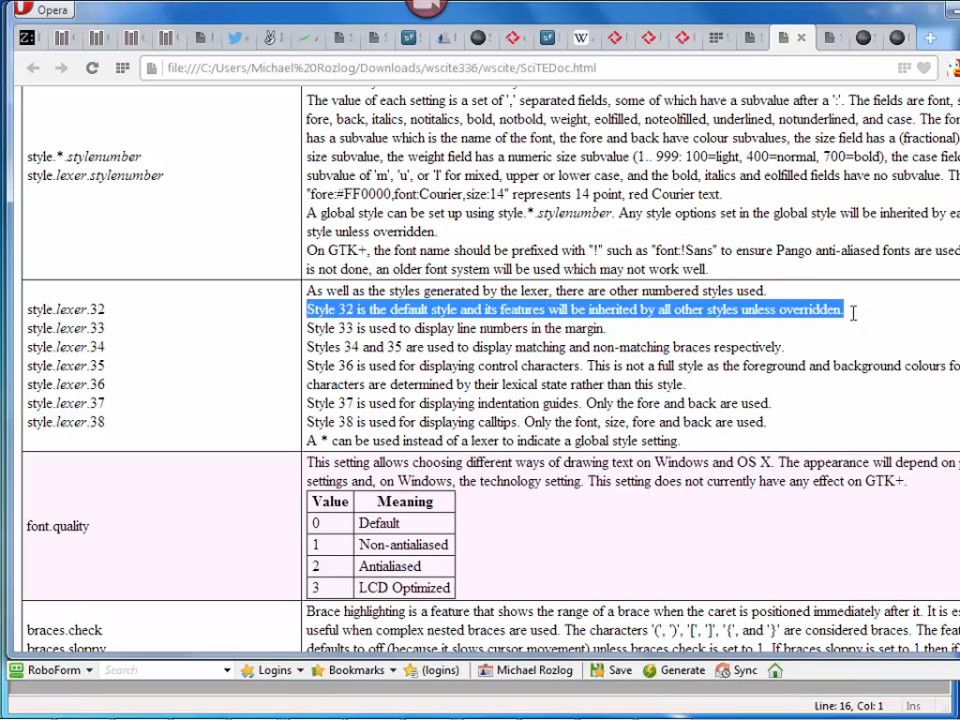 Opera
file:///C:/Users/Michael%20Rozlog/Downloads/wscite336/wscite/SciTEDoc.html
The value of each setting is a set of ',' separated fields, some of which have a subvalue after a ':'. The fields are font, s
fore, back, italics, notitalics, bold, notbold, weight, eolfilled, noteolfilled, underlined, notunderlined, and case. The fon
has a subvalue which is the name of the font, the fore and back have colour subvalues, the size field has a (fractional)
style.*.stylenumber
size subvalue, the weight field has a numeric size subvalue (1.. 999: 100=light, 400=normal, 700=bold), the case field
style.lexer.stylenumber
subvalue of 'm', 'u', or 'l' for mixed, upper or lower case, and the bold, italics and eolfilled fields have no subvalue. Th
"fore:#FF0000,font:Courier,size:14" represents 14 point, red Courier text.
A global style can be set up using style.*.stylenumber. Any style options set in the global style will be inherited by ea
style unless overridden.
On GTK+, the font name should be prefixed with "!" such as "font:!Sans" to ensure Pango anti-aliased fonts are used
is not done, an older font system will be used which may not work well.
As well as the styles generated by the lexer, there are other numbered styles used.
style.lexer.32
Style 32 is the default style and its features will be inherited by all other styles unless overridden.
style.lexer.33
Style 33 is used to display line numbers in the margin.
style.lexer.34
Styles 34 and 35 are used to display matching and non-matching braces respectively.
style.lexer.35
Style 36 is used for displaying control characters. This is not a full style as the foreground and background colours fo
style.lexer.36
characters are determined by their lexical state rather than this style.
style.lexer.37
Style 37 is used for displaying indentation guides. Only the fore and back are used.
style.lexer.38
Style 38 is used for displaying calltips. Only the font, size, fore and back are used.
A * can be used instead of a lexer to indicate a global style setting.
font.quality
This setting allows choosing different ways of drawing text on Windows and OS X. The appearance will depend on
settings and, on Windows, the technology setting. This setting does not currently have any effect on GTK+.
Value Meaning
0 Default
1 Non-antialiased
2 Antialiased
3 LCD Optimized
Brace highlighting is a feature that shows the range of a brace when the caret is positioned immediately after it. It is es
braces.check
useful when complex nested braces are used. The characters '(', ')', '[', ']', '{', and '}' are considered braces. The feat
braces.sloppy
defaults to off (because it slows cursor movement) unless braces.check is set to 1. If braces.sloppy is set to 1 then if
RoboForm Search Logins Bookmarks (logins) Michael Rozlog Save Generate Sync
Line: 16, Col: 1 Ins